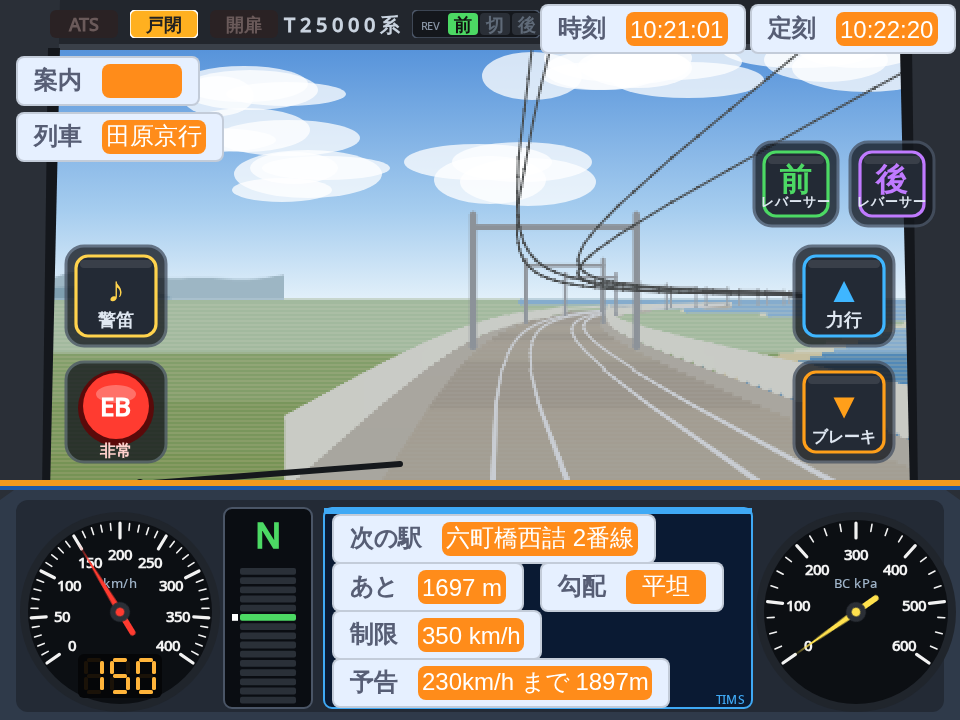 ATS 戸閉 開扉 T25000系 REV 前 切 後 時刻 10:21:01 定刻 10:22:20
案内
列車 田原京行
前 レバーサー
後 レバーサー
♪ 警笛
▲ 力行
EB 非常
▼ ブレーキ
0 50 100 150 200 250 300 350 400
km/h
150
N
次の駅 六町橋西詰 2番線
あと 1697 m 勾配 平坦
制限 350 km/h
予告 230km/h まで 1897m
TIMS
0 100 200 300 400 500 600
BC kPa